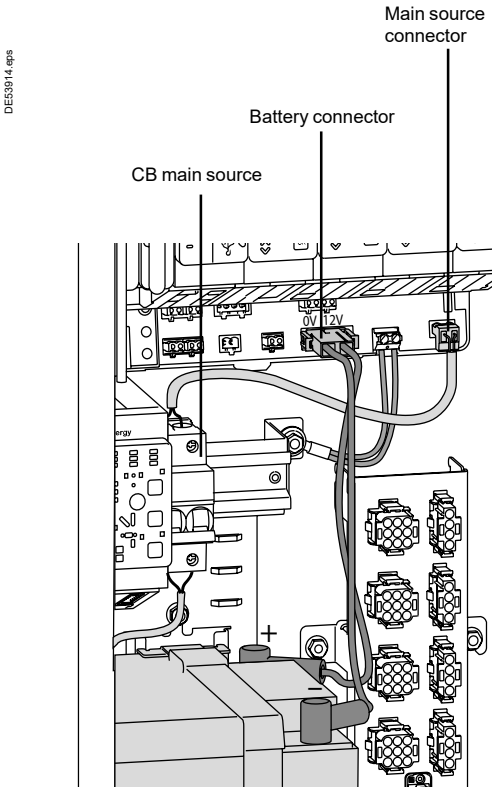 Main source
connector
DE53914.eps
Battery connector
CB main source
0V 12V
ergy
+
−